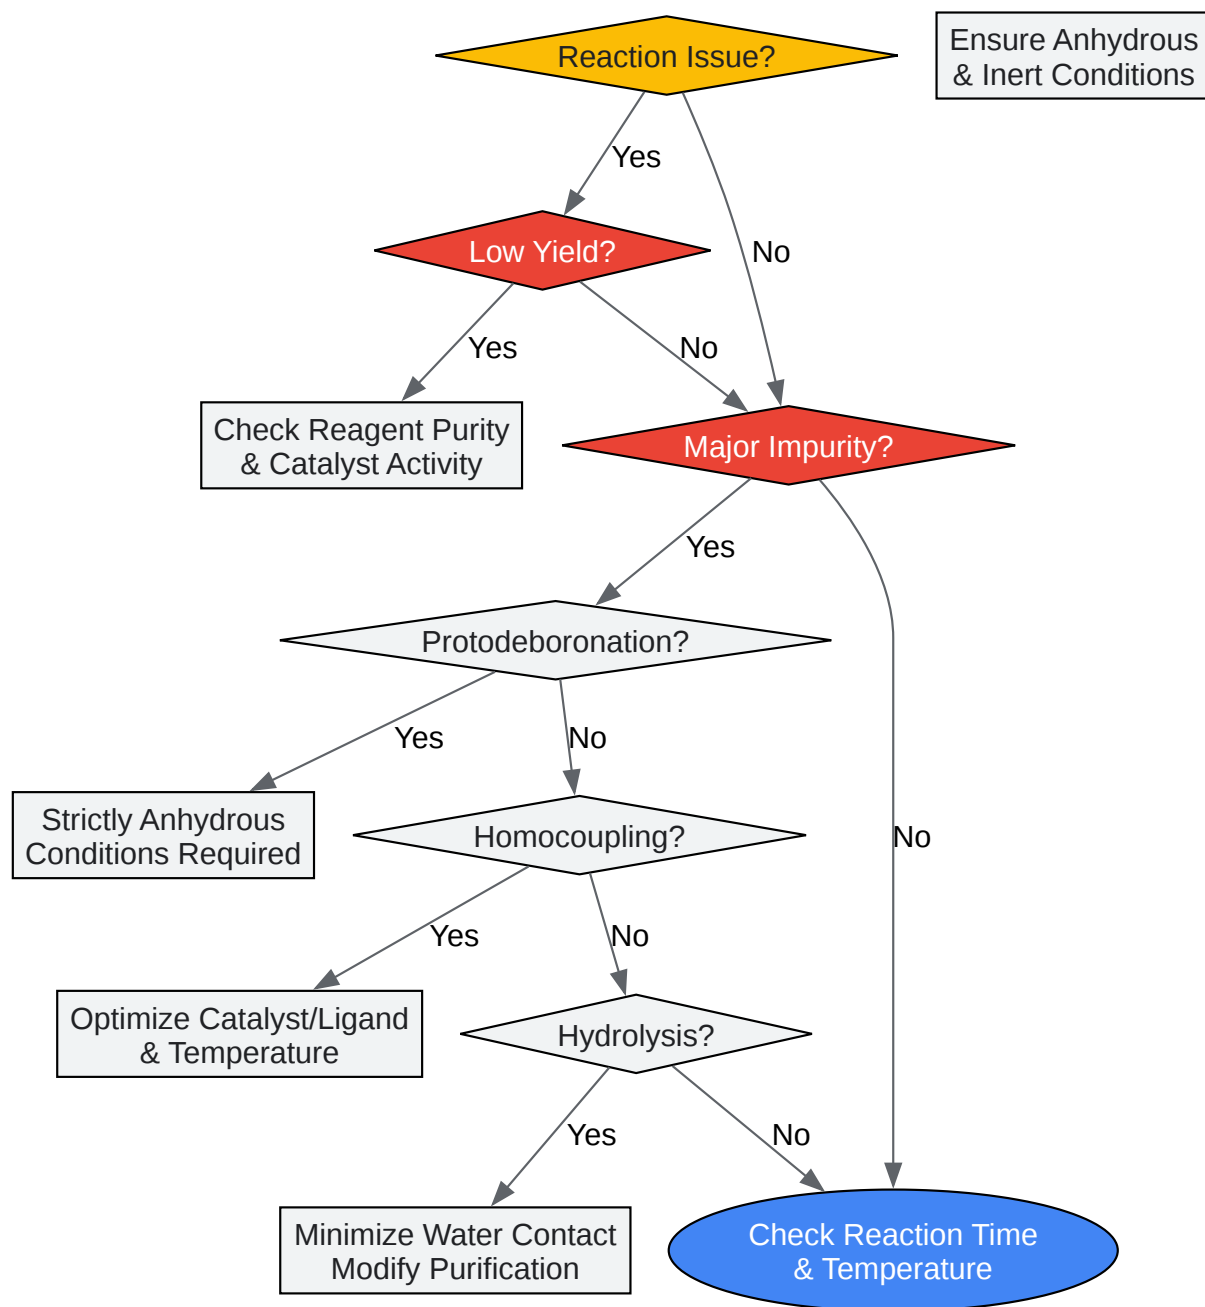 Reaction Issue?
Ensure Anhydrous
& Inert Conditions
Yes
Low Yield?
No
Yes
No
Check Reagent Purity
& Catalyst Activity
Major Impurity?
Yes
Protodeboronation?
Yes
No
Strictly Anhydrous
Conditions Required
Homocoupling?
No
Yes
No
Optimize Catalyst/Ligand
& Temperature
Hydrolysis?
Yes
No
Minimize Water Contact
Modify Purification
Check Reaction Time
& Temperature